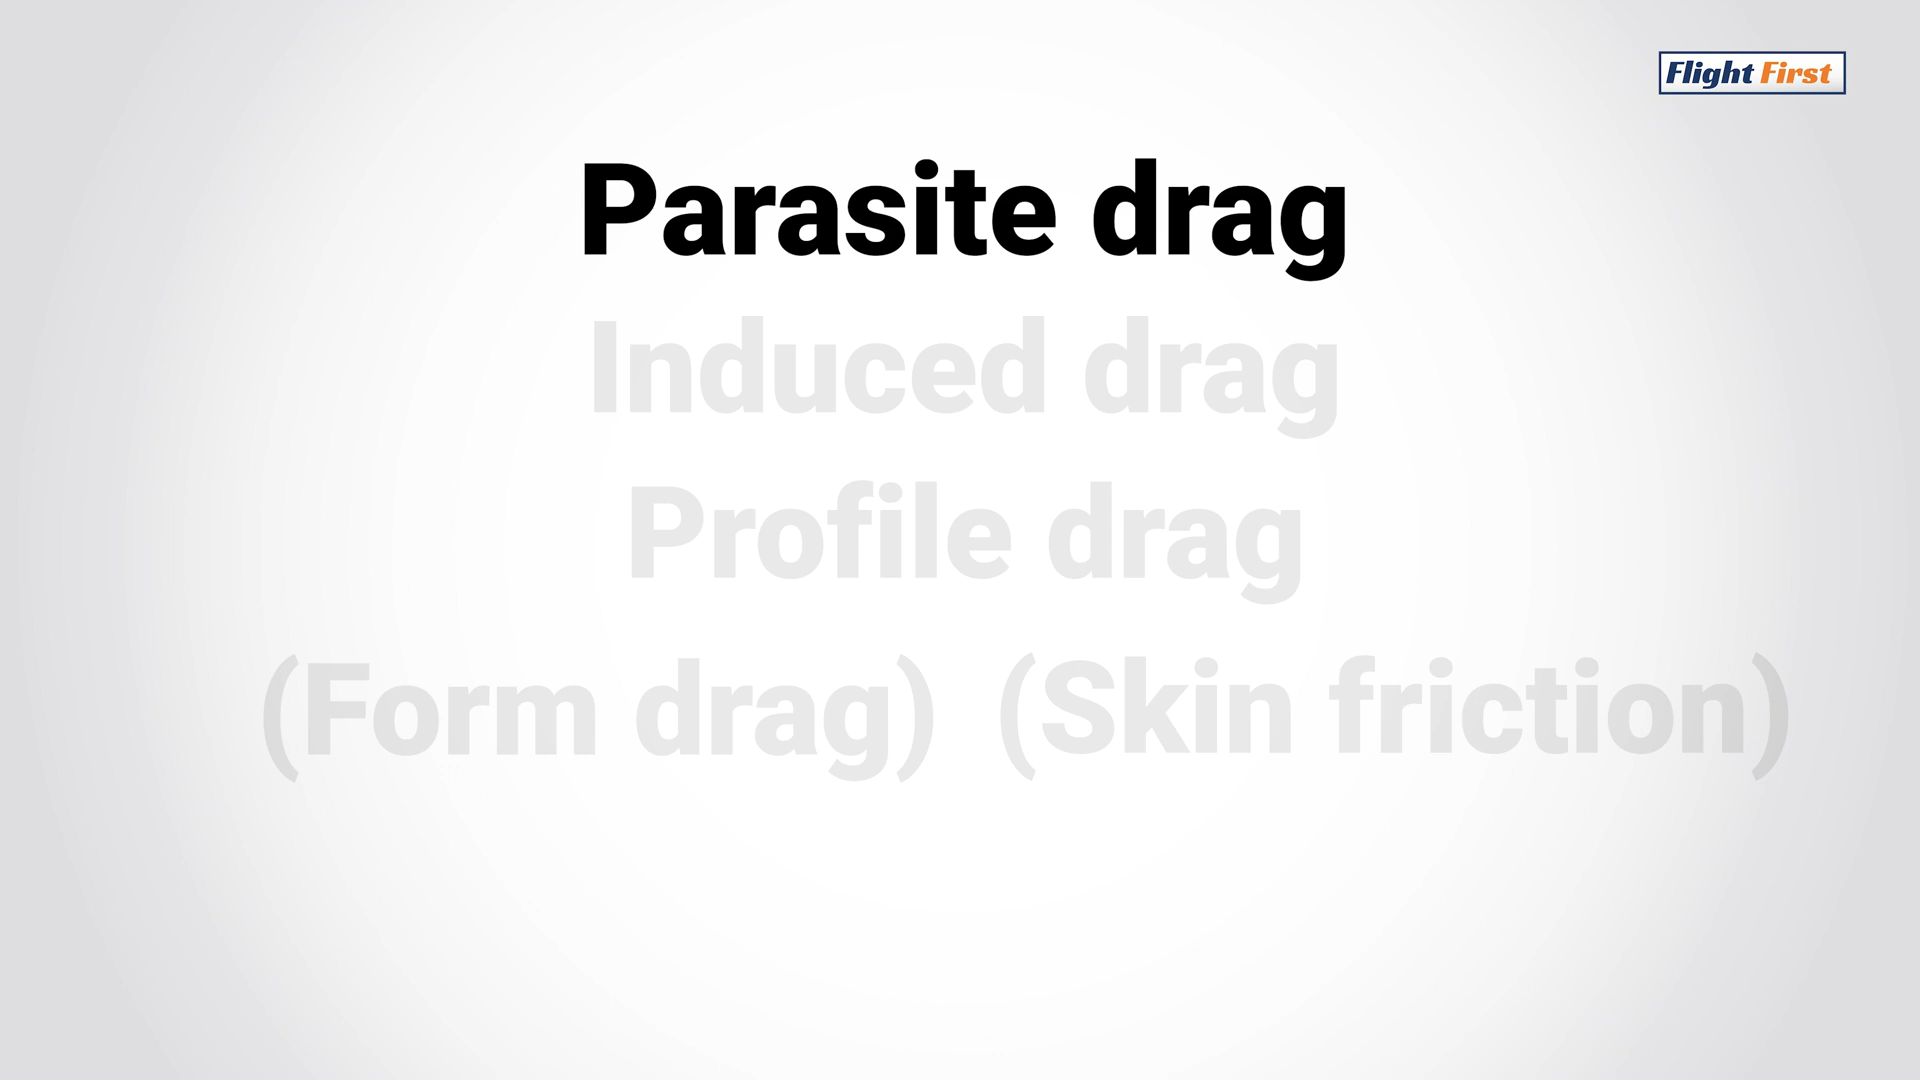 Flight First
Parasite drag
Induced drag
Profile drag
(Form drag) (Skin friction)